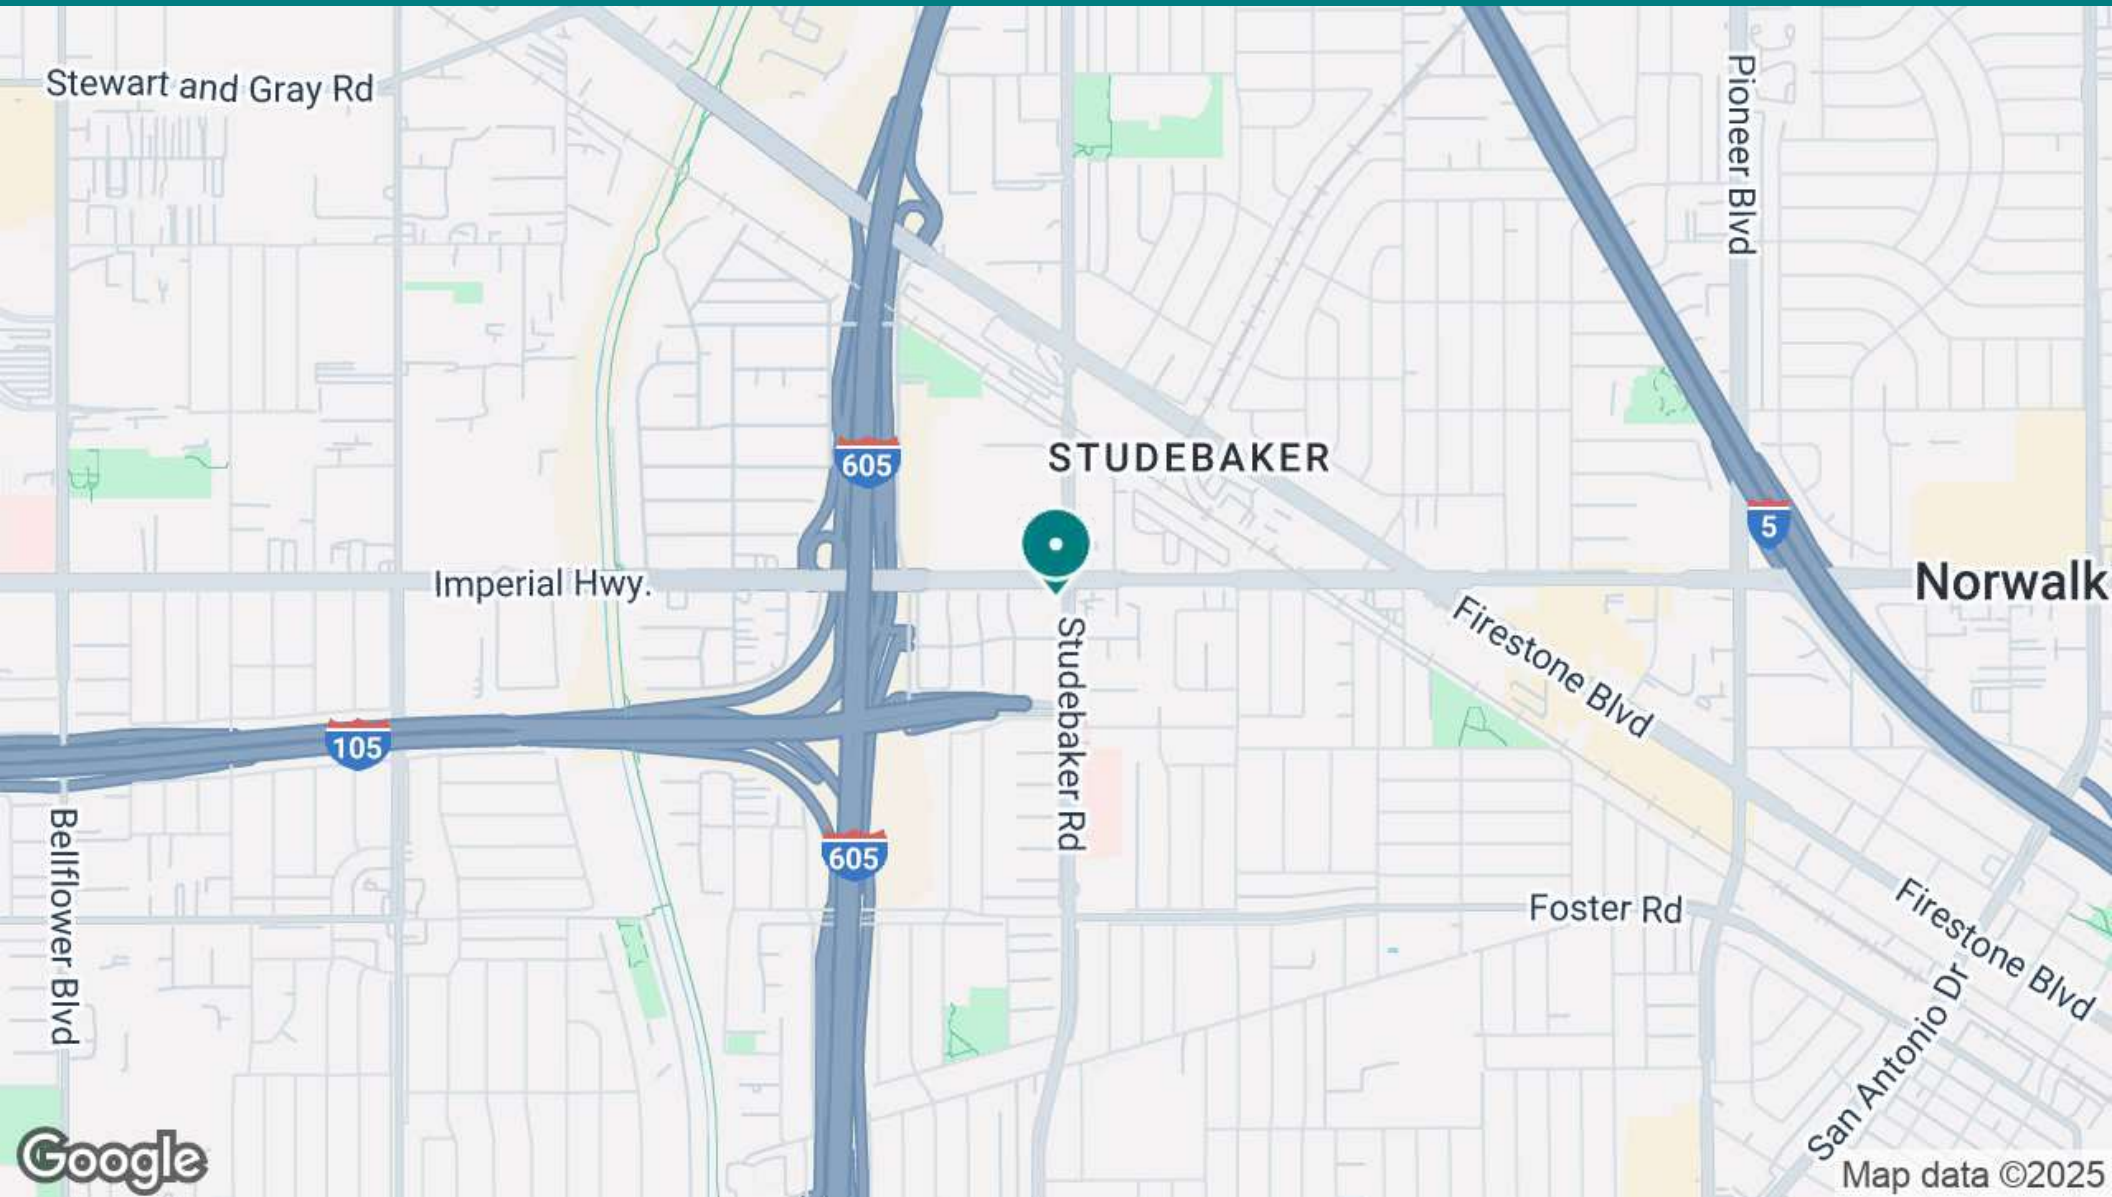 Stewart and Gray Rd
Pioneer Blvd
605
STUDEBAKER
5
Imperial Hwy.
Norwalk
Firestone Blvd
Studebaker Rd
105
605
Bellflower Blvd
Foster Rd
Firestone Blvd
San Antonio Dr
Google
Map data ©2025